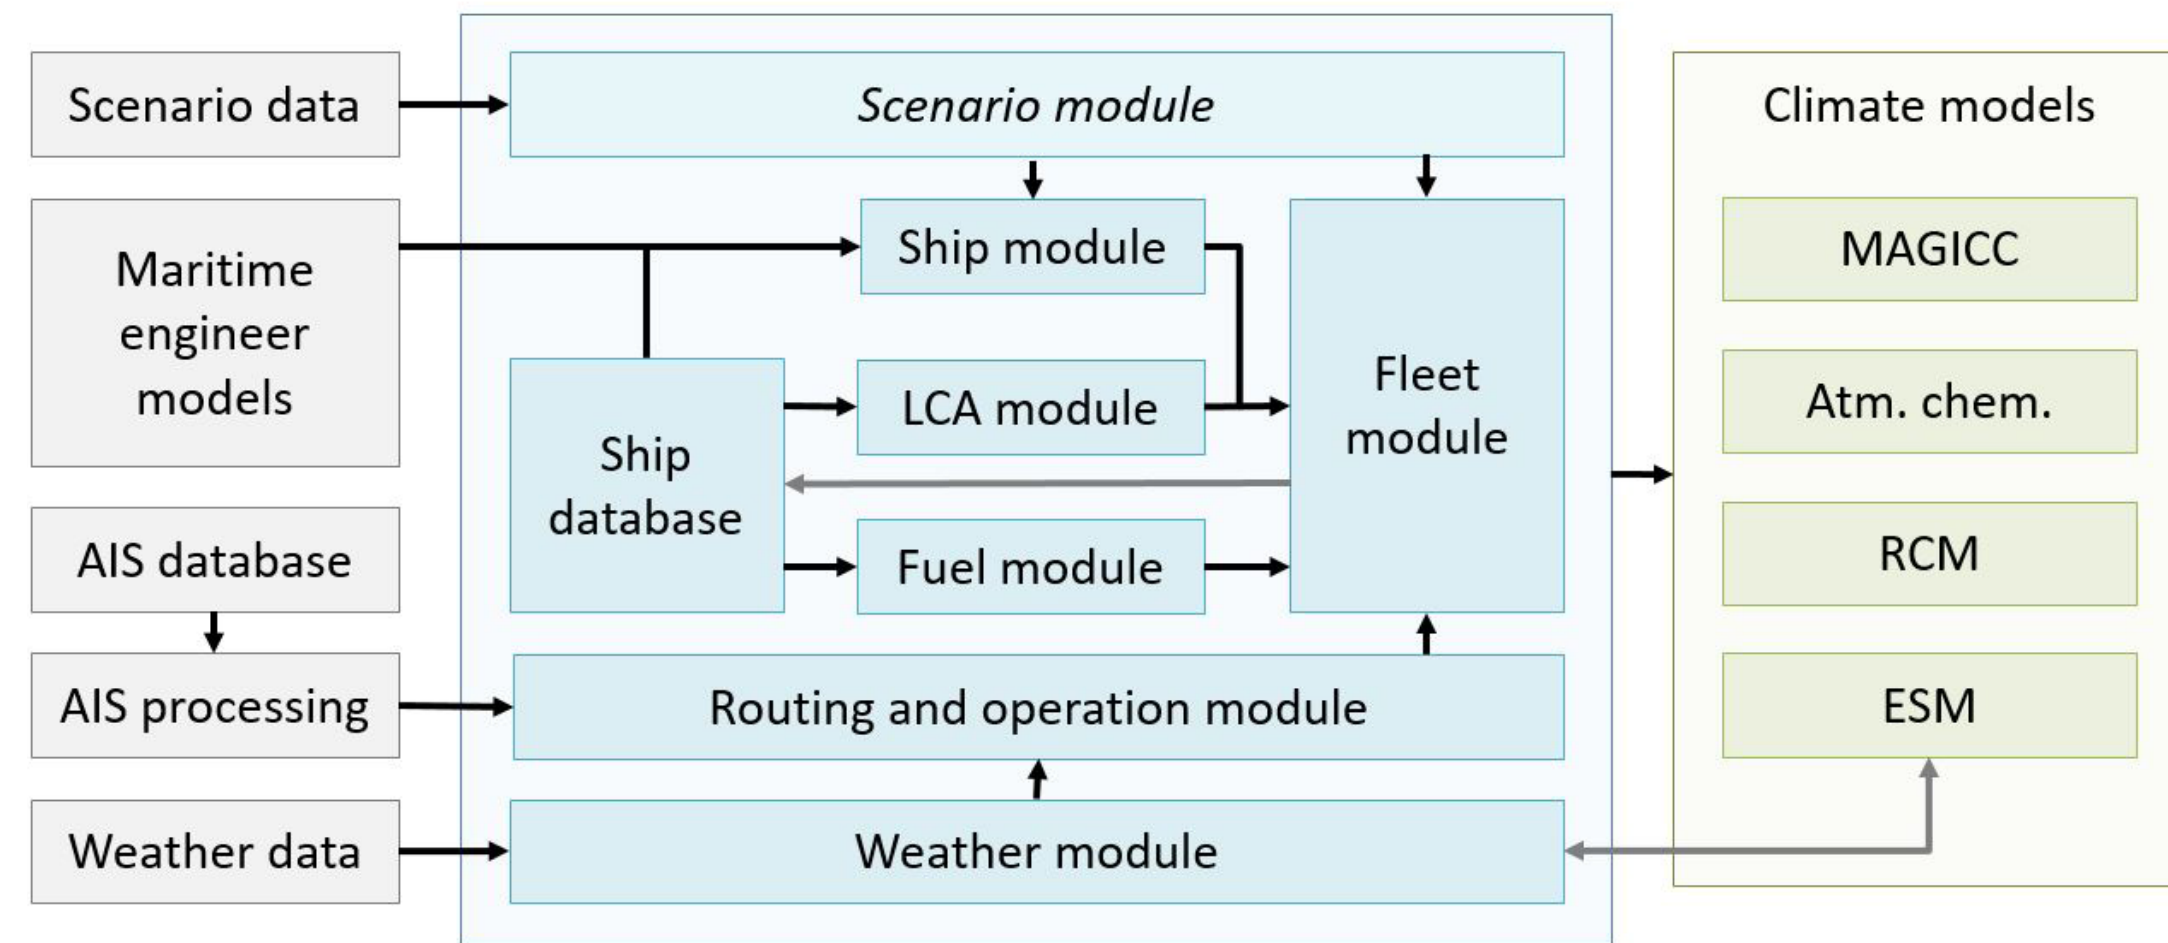 Scenario data
Scenario module
Climate models
Maritime
engineer
models
Ship module
MAGICC
LCA module
Fleet
module
Atm. chem.
Ship
database
AIS database
Fuel module
RCM
AIS processing
Routing and operation module
ESM
Weather data
Weather module